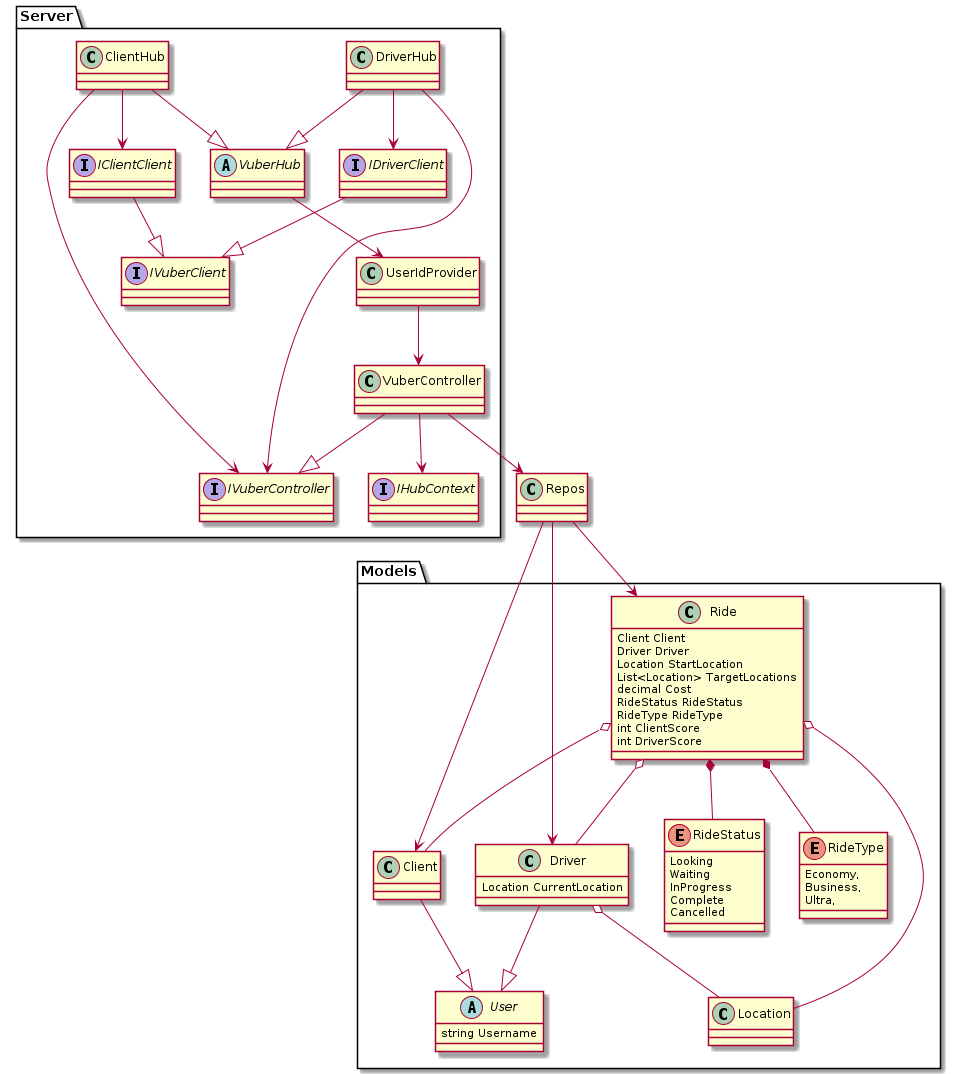 Server
C ClientHub
C DriverHub
I IClientClient
A VuberHub
I IDriverClient
I IVuberClient
C UserIdProvider
C VuberController
I IVuberController
I IHubContext
C Repos
Models
C Ride
Client Client
Driver Driver
Location StartLocation
List<Location> TargetLocations
decimal Cost
RideStatus RideStatus
RideType RideType
int ClientScore
int DriverScore
C Client
C Driver
Location CurrentLocation
E RideStatus
Looking
Waiting
InProgress
Complete
Cancelled
E RideType
Economy,
Business,
Ultra,
A User
string Username
C Location